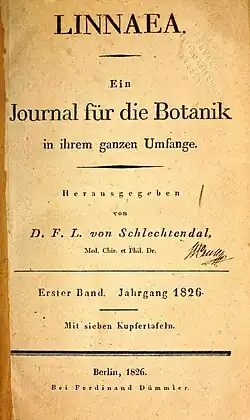 LINNAEA.
Ein
Journal für die Botanik
in ihrem ganzen Umfange.
Herausgegeben
von
D. F. L. von Schlechtendal,
Med. Chir. et Phil. Dr.
Erster Band. Jahrgang 1826.
Mit sieben Kupfertafeln.
Berlin, 1826.
Bei Ferdinand Dümmler.